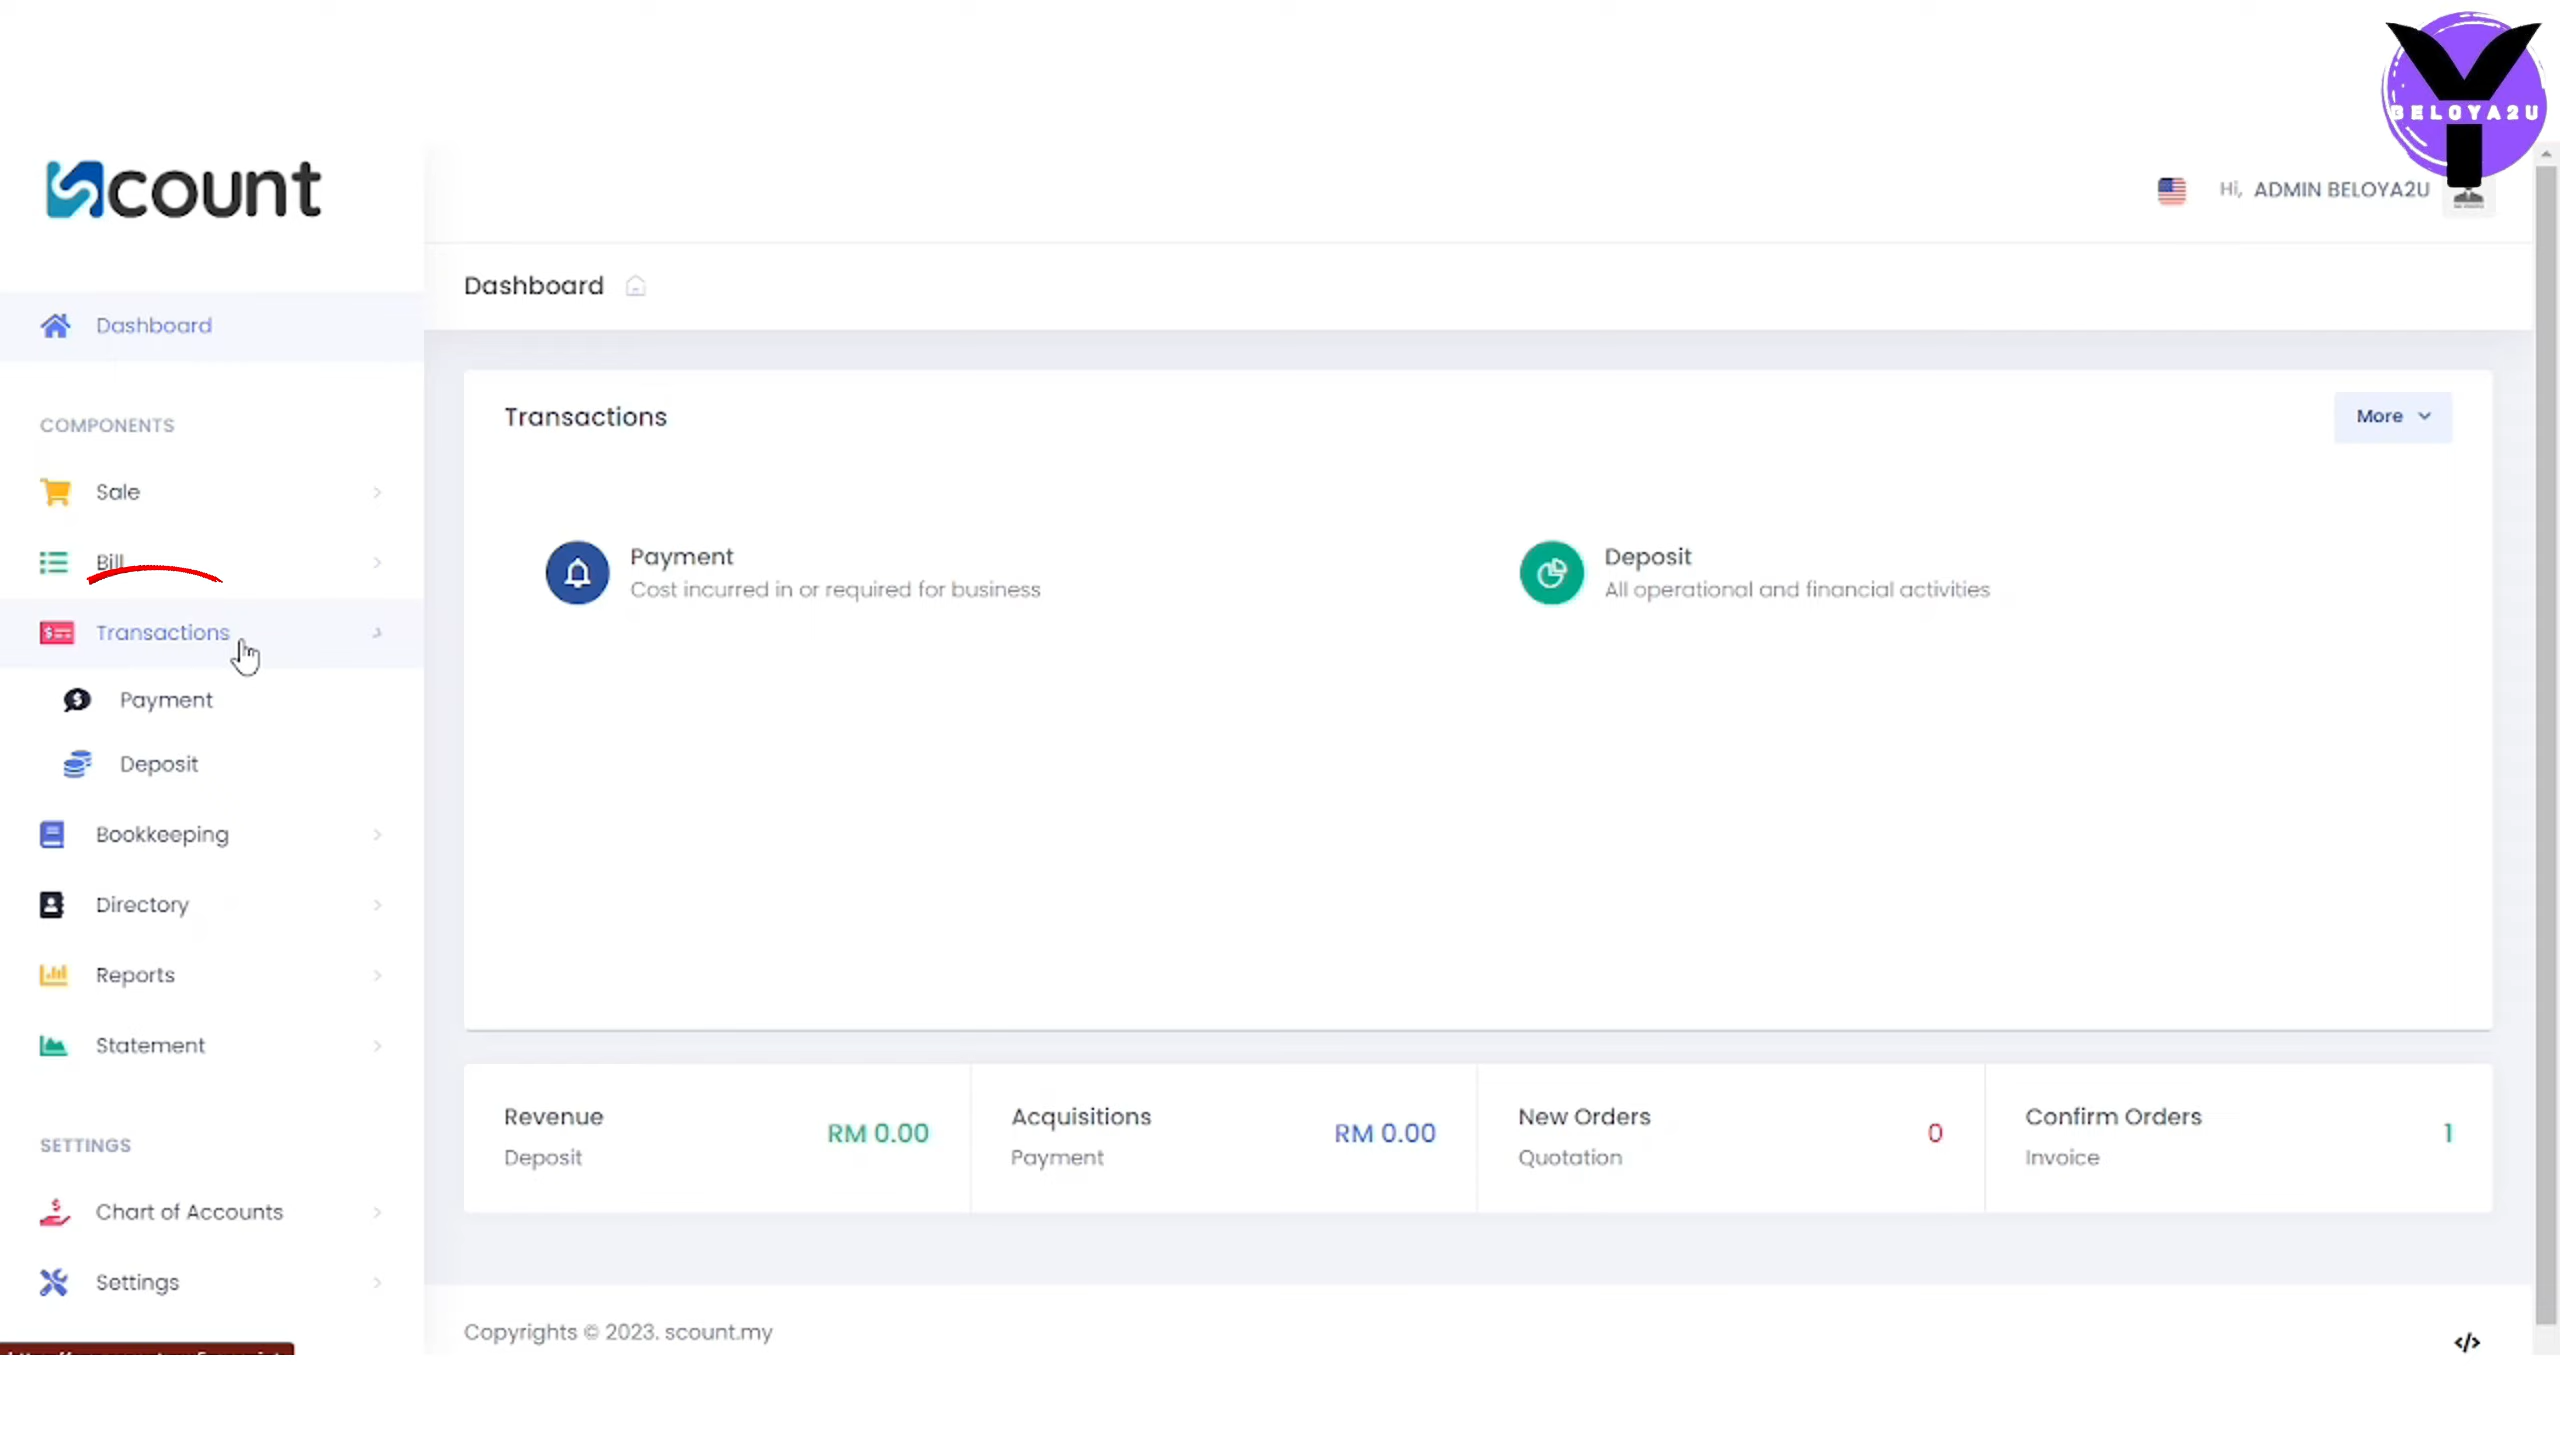 BELOYA2U
Scount
Hi, ADMIN BELOYA2U
Dashboard
Dashboard
COMPONENTS
Sale
Bill
Transactions
Payment
Deposit
Bookkeeping
Directory
Reports
Statement
SETTINGS
Chart of Accounts
Settings
Transactions
More
Payment
Cost incurred in or required for business
Deposit
All operational and financial activities
Revenue
Deposit
RM 0.00
Acquisitions
Payment
RM 0.00
New Orders
Quotation
0
Confirm Orders
Invoice
1
Copyrights © 2023. scount.my